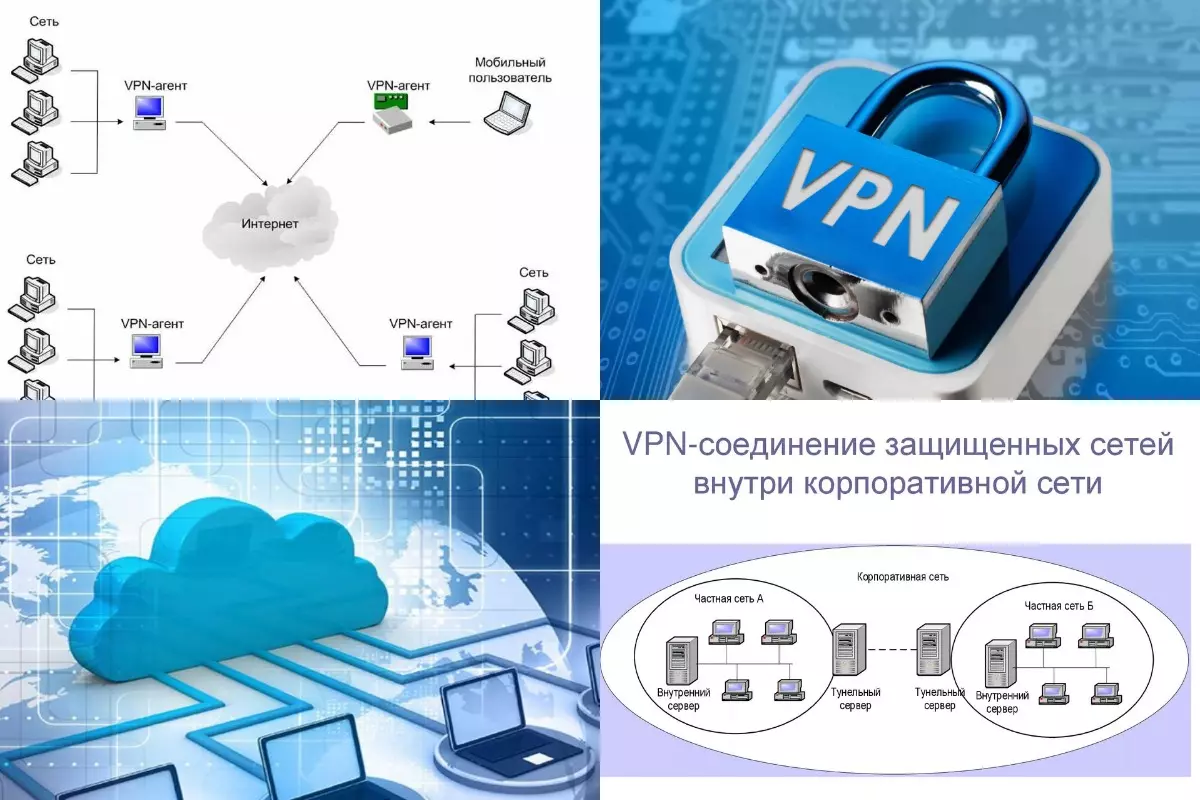 Сеть
VPN-агент
VPN-агент
Мобильный
пользователь
Интернет
Сеть
VPN-агент
VPN-агент
Сеть
VPN
VPN-соединение защищенных сетей
внутри корпоративной сети
Корпоративная сеть
Частная сеть А
Частная сеть Б
Внутренний
сервер
Тунельный
сервер
Тунельный
сервер
Внутренний
сервер